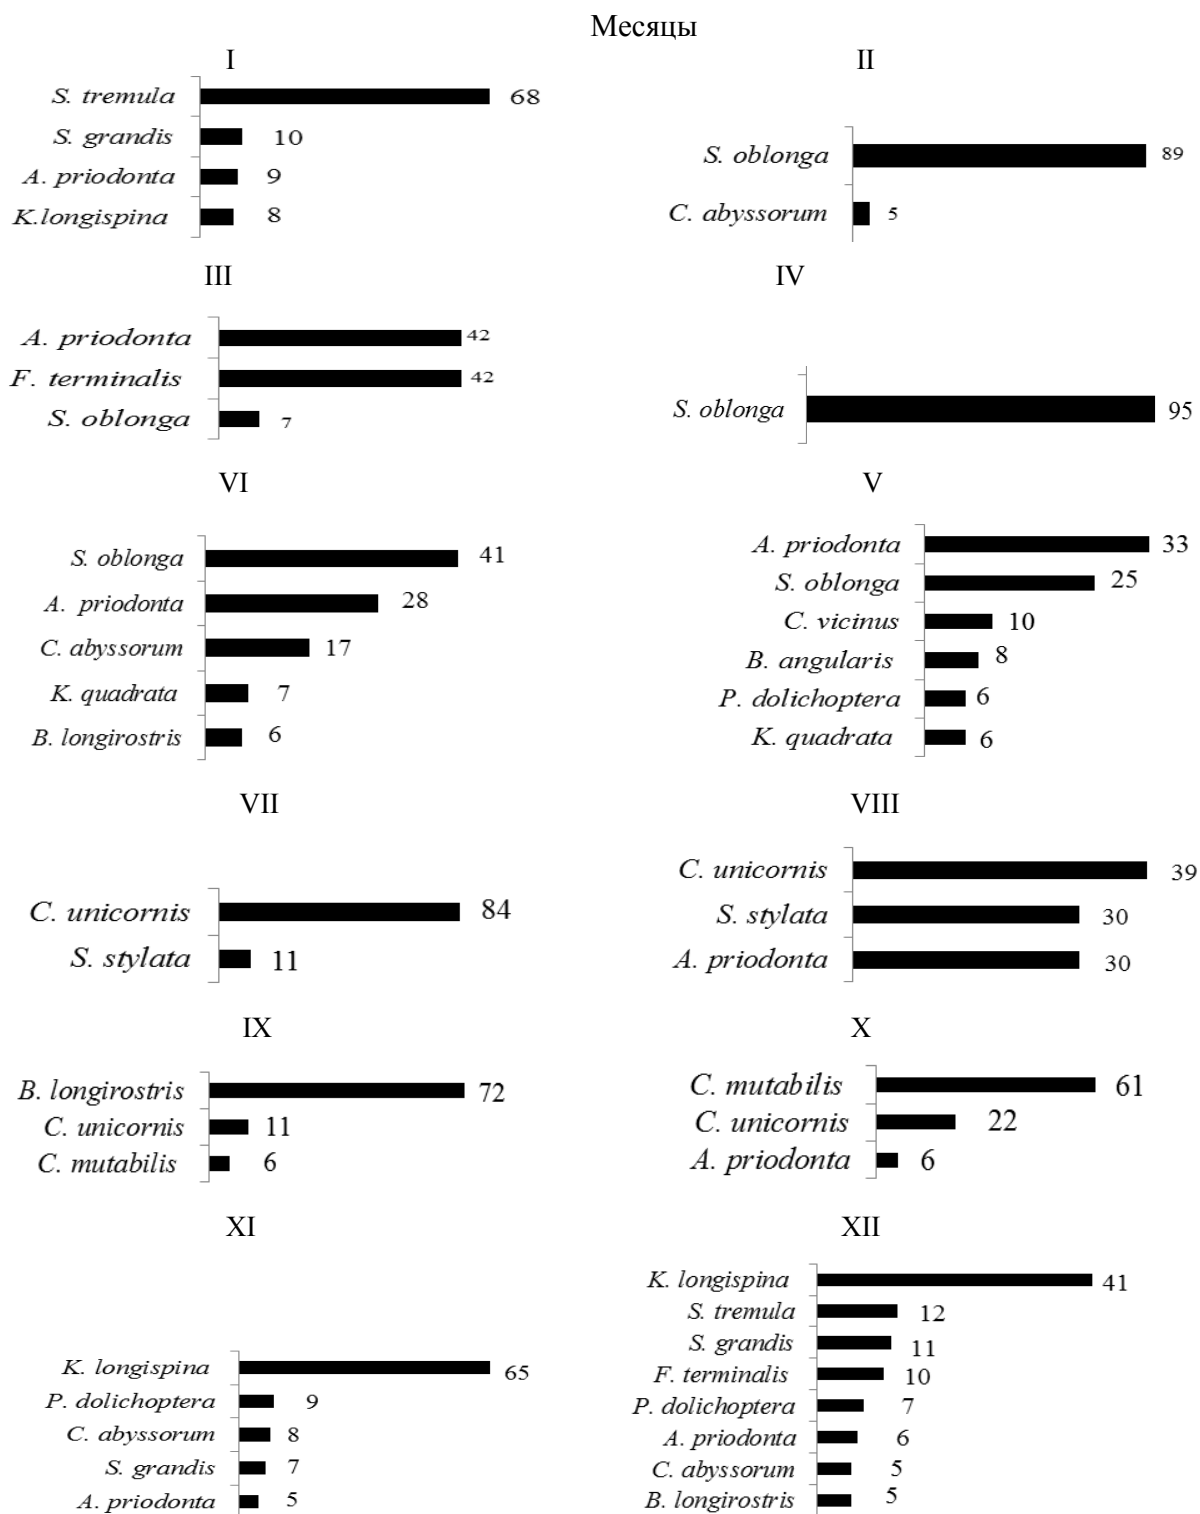 Месяцы
I
S. tremula 68
S. grandis 10
A. priodonta 9
K.longispina 8
II
S. oblonga 89
C. abyssorum 5
III
A. priodonta 42
F. terminalis 42
S. oblonga 7
IV
S. oblonga 95
VI
S. oblonga 41
A. priodonta 28
C. abyssorum 17
K. quadrata 7
B. longirostris 6
V
A. priodonta 33
S. oblonga 25
C. vicinus 10
B. angularis 8
P. dolichoptera 6
K. quadrata 6
VII
C. unicornis 84
S. stylata 11
VIII
C. unicornis 39
S. stylata 30
A. priodonta 30
IX
B. longirostris 72
C. unicornis 11
C. mutabilis 6
X
C. mutabilis 61
C. unicornis 22
A. priodonta 6
XI
K. longispina 65
P. dolichoptera 9
C. abyssorum 8
S. grandis 7
A. priodonta 5
XII
K. longispina 41
S. tremula 12
S. grandis 11
F. terminalis 10
P. dolichoptera 7
A. priodonta 6
C. abyssorum 5
B. longirostris 5